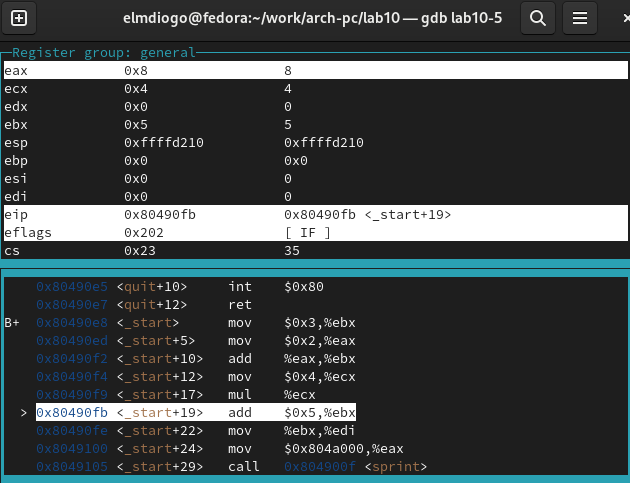 elmdiogo@fedora:~/work/arch-pc/lab10 — gdb lab10-5
Register group: general
eax 0x8 8
ecx 0x4 4
edx 0x0 0
ebx 0x5 5
esp 0xffffd210 0xffffd210
ebp 0x0 0x0
esi 0x0 0
edi 0x0 0
eip 0x80490fb 0x80490fb <_start+19>
eflags 0x202 [ IF ]
cs 0x23 35
0x80490e5 <quit+10> int $0x80
0x80490e7 <quit+12> ret
B+ 0x80490e8 <_start> mov $0x3,%ebx
0x80490ed <_start+5> mov $0x2,%eax
0x80490f2 <_start+10> add %eax,%ebx
0x80490f4 <_start+12> mov $0x4,%ecx
0x80490f9 <_start+17> mul %ecx
> 0x80490fb <_start+19> add $0x5,%ebx
0x80490fe <_start+22> mov %ebx,%edi
0x8049100 <_start+24> mov $0x804a000,%eax
0x8049105 <_start+29> call 0x804900f <sprint>